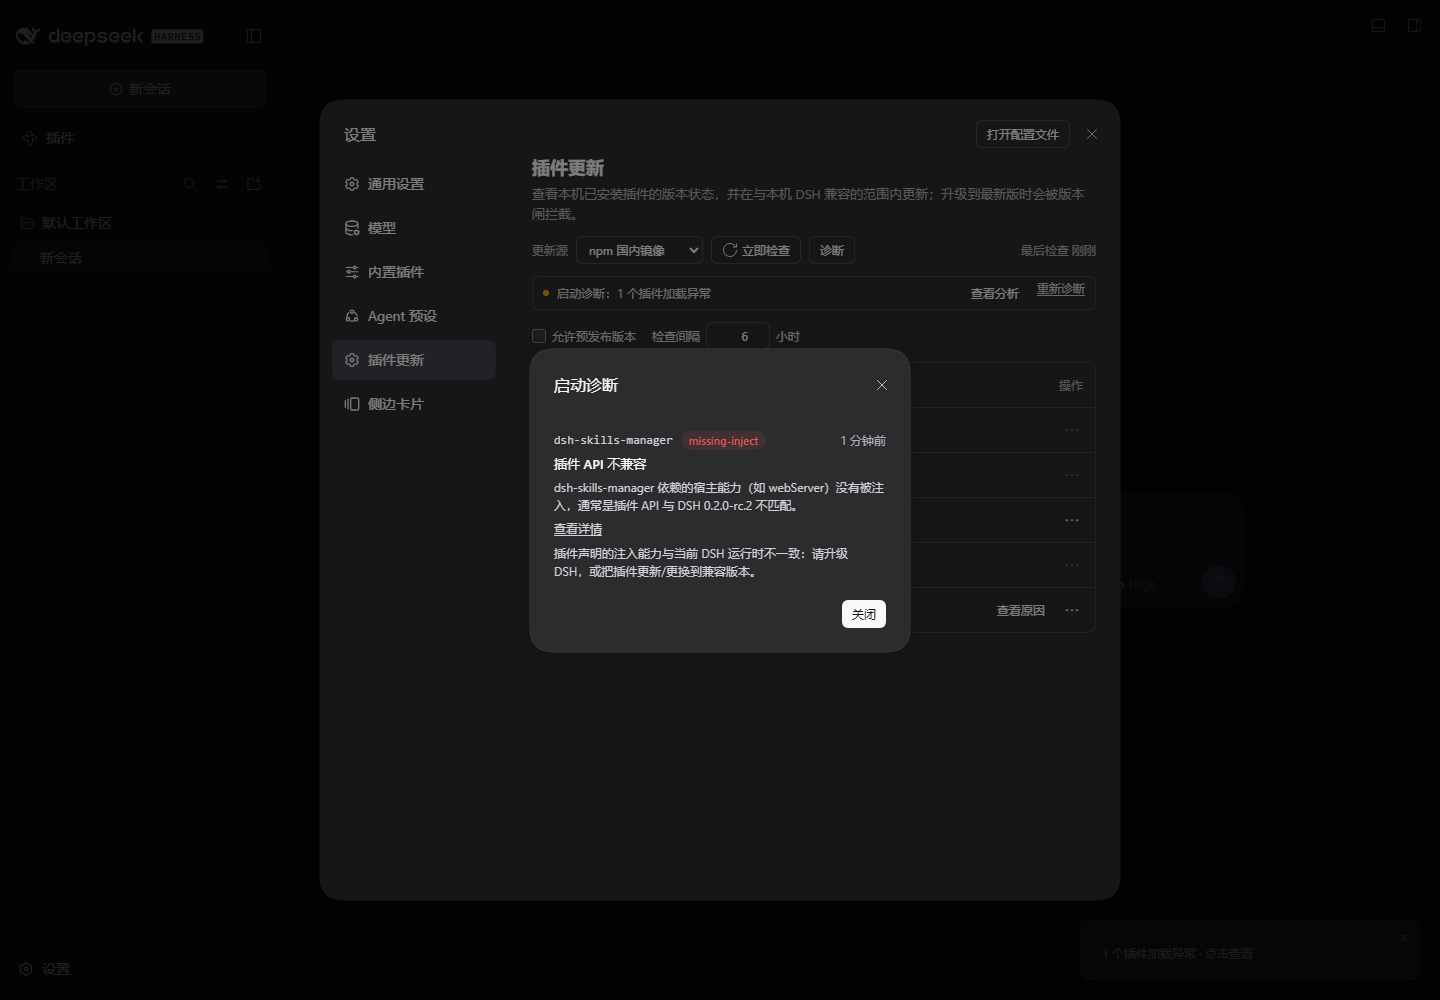 deepseek HARNESS
新会话
插件
工作区
默认工作区
新会话
设置
设置
打开配置文件
通用设置
模型
内置插件
Agent 预设
插件更新
侧边卡片
插件更新
查看本机已安装插件的版本状态，并在与本机 DSH 兼容的范围内更新；升级到最新版时会被版本
闸拦截。
更新源
npm 国内镜像
立即检查
诊断
最后检查 刚刚
启动诊断：1 个插件加载异常
查看分析
重新诊断
允许预发布版本
检查间隔
6
小时
操作
查看原因
启动诊断
dsh-skills-manager
missing-inject
1 分钟前
插件 API 不兼容
dsh-skills-manager 依赖的宿主能力（如 webServer）没有被注
入，通常是插件 API 与 DSH 0.2.0-rc.2 不匹配。
查看详情
插件声明的注入能力与当前 DSH 运行时不一致：请升级
DSH，或把插件更新/更换到兼容版本。
关闭
High
1 个插件加载异常 · 点击查看